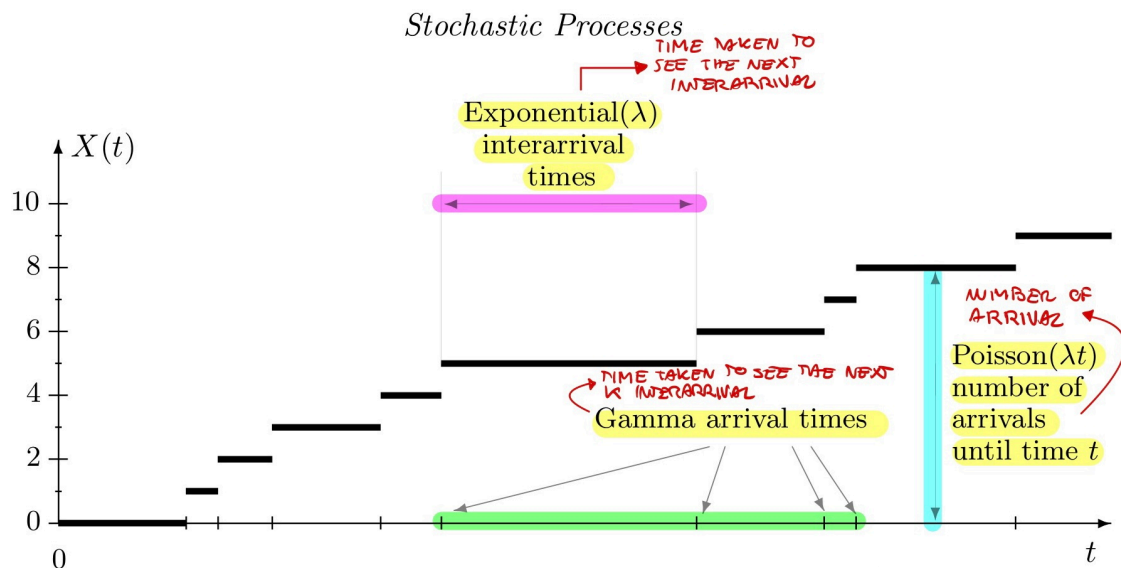 Stochastic Processes
TIME TAKEN TO
SEE THE NEXT
INTERARRIVAL
Exponential(λ)
interarrival
times
X(t)
10
8
6
4
2
0
0
t
TIME TAKEN TO SEE THE NEXT
K INTERARRIVAL
Gamma arrival times
NUMBER OF
ARRIVAL
Poisson(λt)
number of
arrivals
until time t